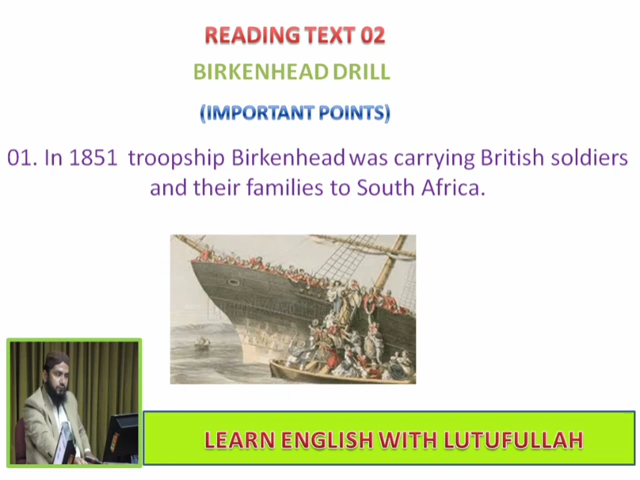 READING TEXT 02
BIRKENHEAD DRILL
(IMPORTANT POINTS)
01. In 1851 troopship Birkenhead was carrying British soldiers
and their families to South Africa.
LEARN ENGLISH WITH LUTUFULLAH